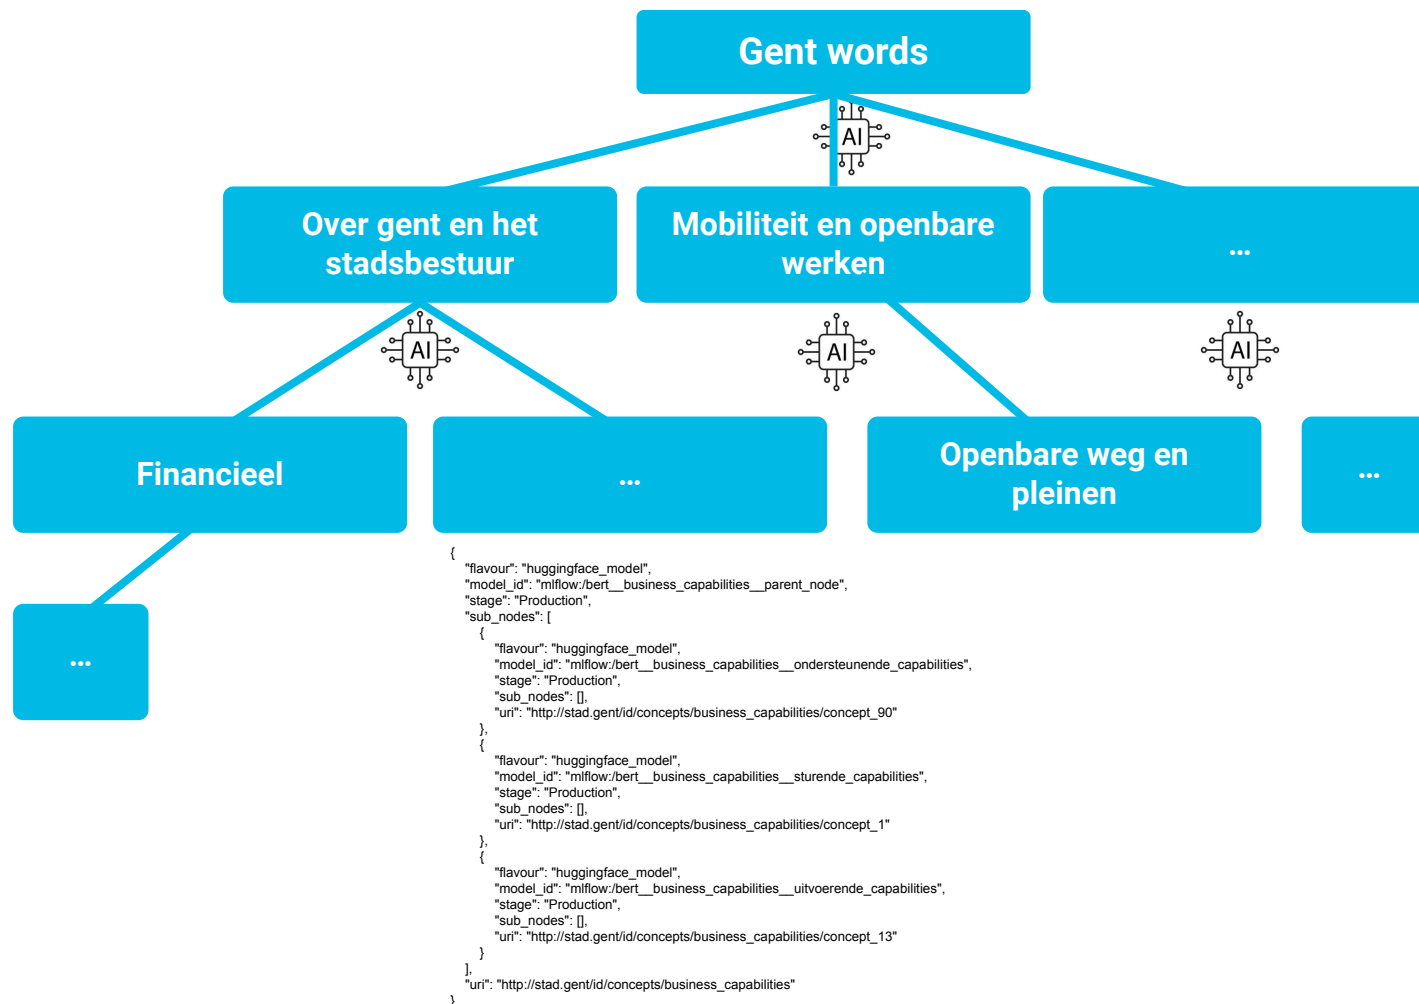 Gent words
AI
Over gent en het
stadsbestuur
Mobiliteit en openbare
werken
...
AI
AI
AI
Financieel
...
Openbare weg en
pleinen
...
...
{
"flavour": "huggingface_model",
"model_id": "mlflow:/bert__business_capabilities__parent_node",
"stage": "Production",
"sub_nodes": [
{
"flavour": "huggingface_model",
"model_id": "mlflow:/bert__business_capabilities__ondersteunende_capabilities",
"stage": "Production",
"sub_nodes": [],
"uri": "http://stad.gent/id/concepts/business_capabilities/concept_90"
},
{
"flavour": "huggingface_model",
"model_id": "mlflow:/bert__business_capabilities__sturende_capabilities",
"stage": "Production",
"sub_nodes": [],
"uri": "http://stad.gent/id/concepts/business_capabilities/concept_1"
},
{
"flavour": "huggingface_model",
"model_id": "mlflow:/bert__business_capabilities__uitvoerende_capabilities",
"stage": "Production",
"sub_nodes": [],
"uri": "http://stad.gent/id/concepts/business_capabilities/concept_13"
}
],
"uri": "http://stad.gent/id/concepts/business_capabilities"
}